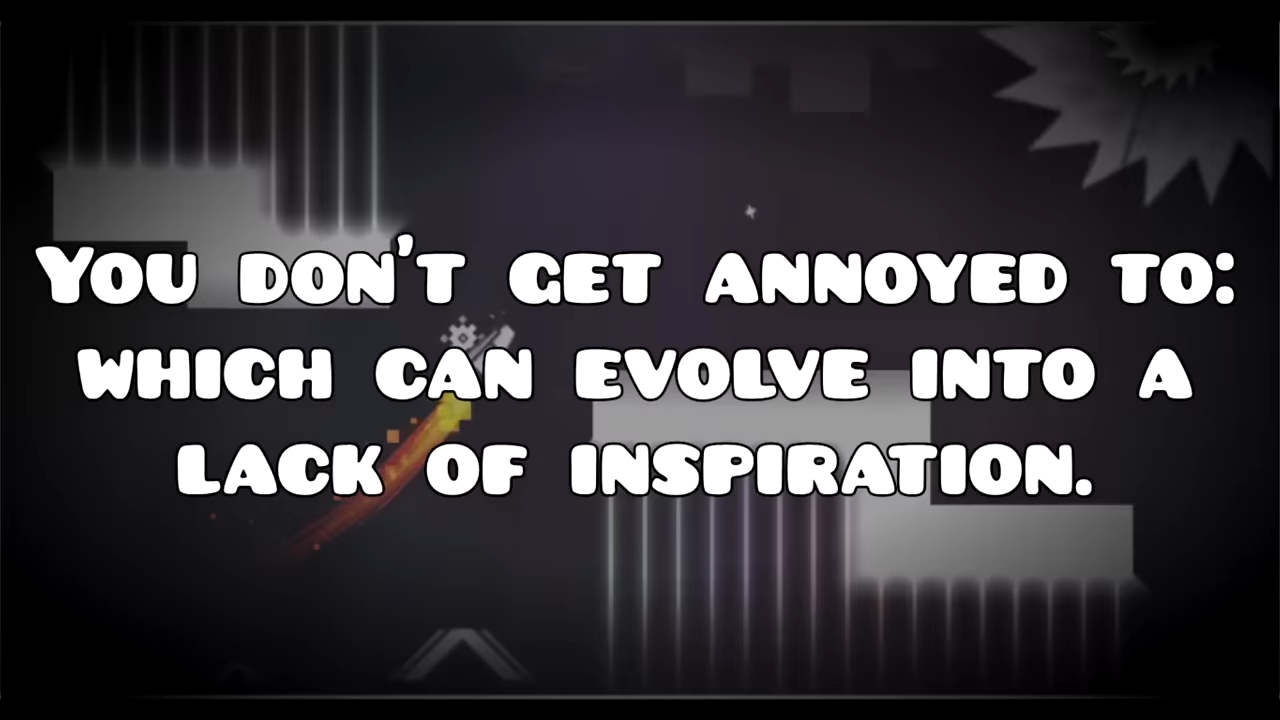 You don't get annoyed to:
which can evolve into a
lack of inspiration.